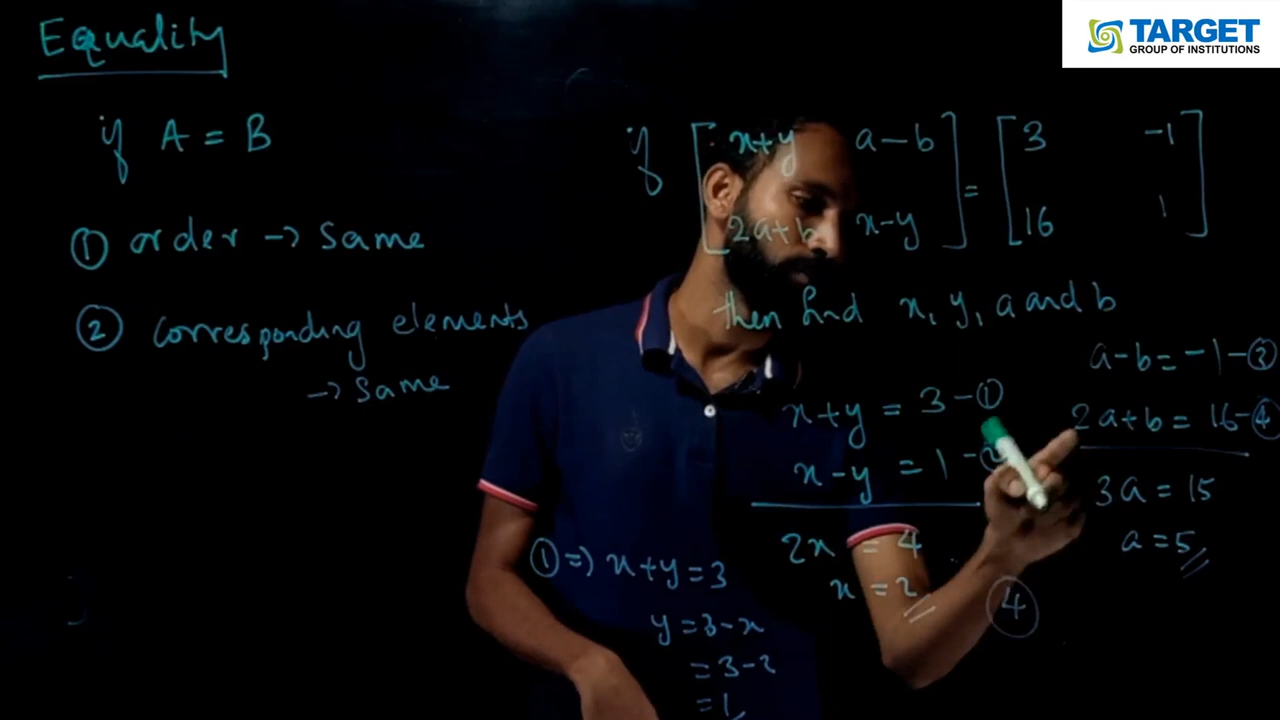 TARGET
GROUP OF INSTITUTIONS
Equality
if A = B
① order → same
② corresponding elements
→ same
if [ x+y a-b ] = [ 3 -1 ]
[ 2a+b x-y ] [ 16 1 ]
then find x, y, a and b
x+y = 3 - ①
x-y = 1 - ②
2x = 4
x = 2
① ⇒ x+y = 3
y = 3-x
= 3-2
= 1
a-b = -1 - ③
2a+b = 16 - ④
3a = 15
a = 5
④